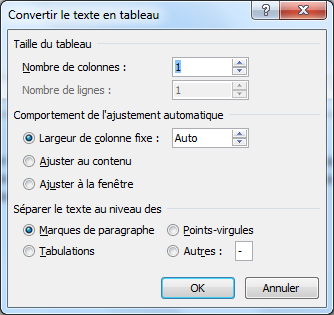 Convertir le texte en tableau
Taille du tableau
Nombre de colonnes : 1
Nombre de lignes : 1
Comportement de l'ajustement automatique
Largeur de colonne fixe : Auto
Ajuster au contenu
Ajuster à la fenêtre
Séparer le texte au niveau des
Marques de paragraphe Points-virgules
Tabulations Autres : -
OK Annuler